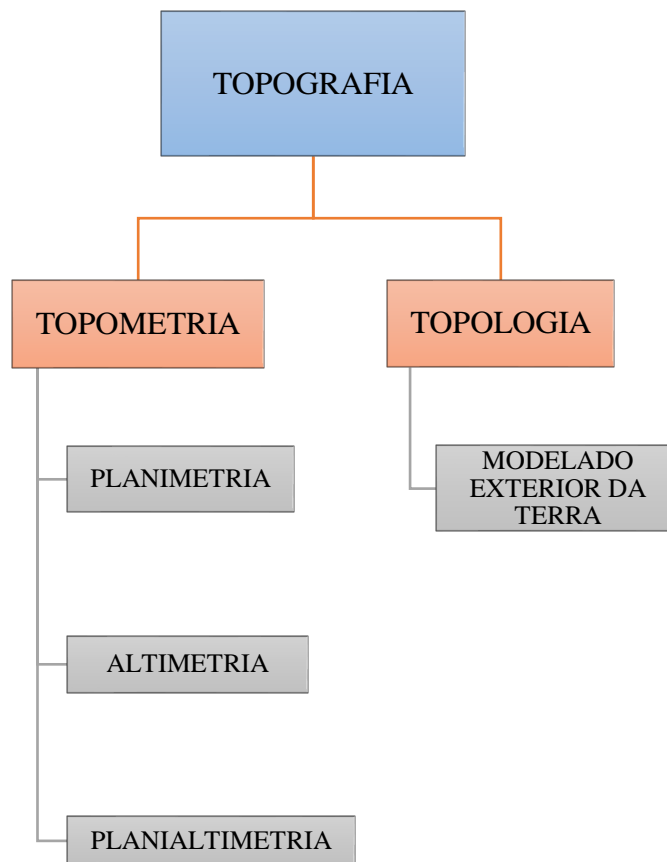 TOPOGRAFIA
TOPOMETRIA
TOPOLOGIA
PLANIMETRIA
MODELADO
EXTERIOR DA
TERRA
ALTIMETRIA
PLANIALTIMETRIA